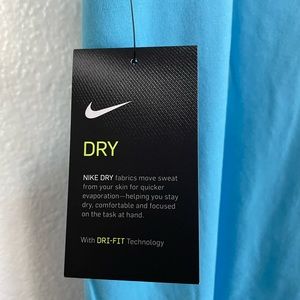 DRY
NIKE DRY fabrics move sweat
from your skin for quicker
evaporation—helping you stay
dry, comfortable and focused
on the task at hand.
With DRI-FIT Technology